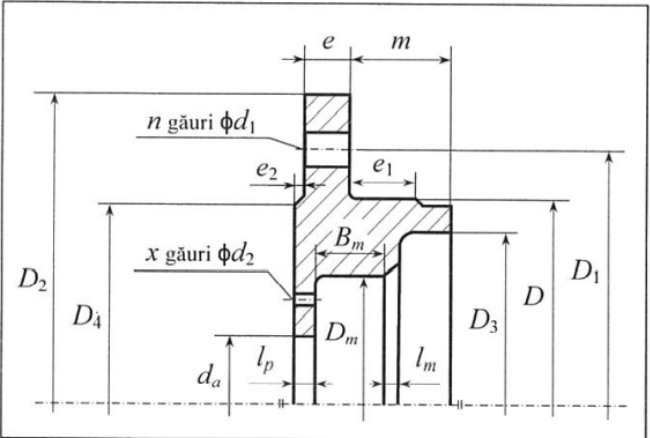 e
m
n găuri ϕd₁
e₂
e₁
Bₘ
x găuri ϕd₂
D₂
D₄
D₁
D
D₃
Dₘ
lₚ
lₘ
dₐ